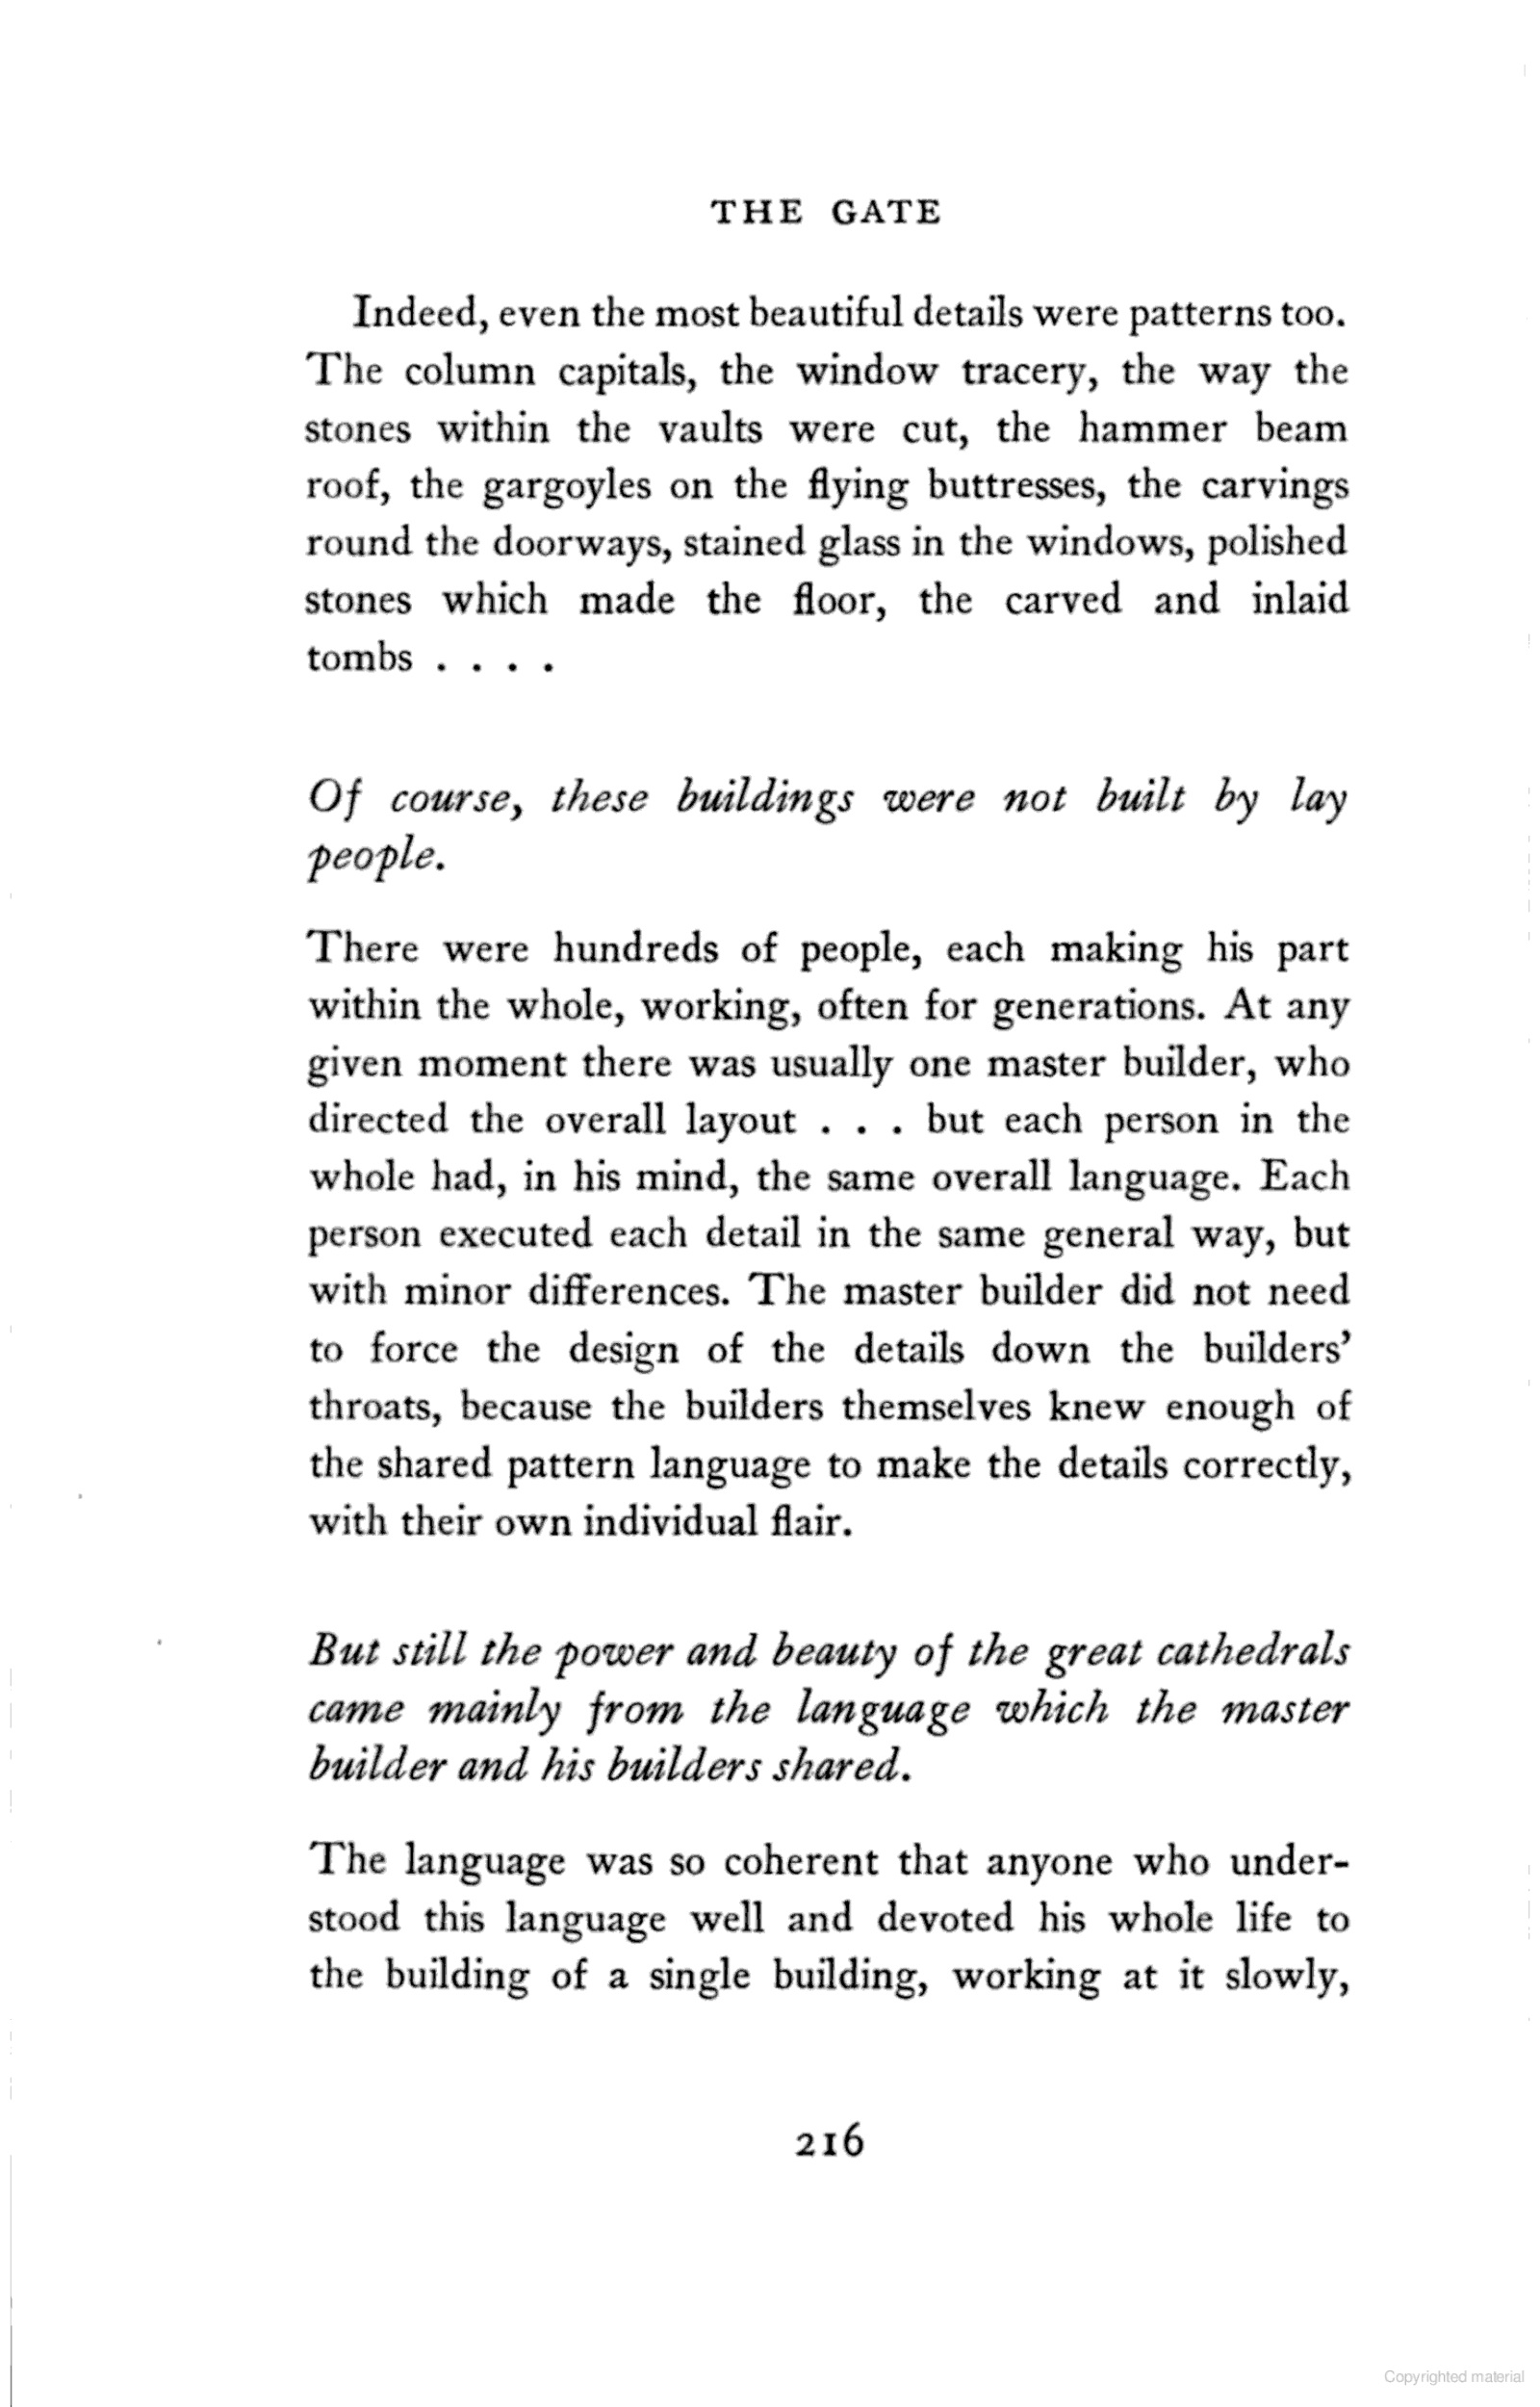 THE GATE
Indeed, even the most beautiful details were patterns too.
The column capitals, the window tracery, the way the
stones within the vaults were cut, the hammer beam
roof, the gargoyles on the flying buttresses, the carvings
round the doorways, stained glass in the windows, polished
stones which made the floor, the carved and inlaid
tombs . . . .
Of course, these buildings were not built by lay
people.
There were hundreds of people, each making his part
within the whole, working, often for generations. At any
given moment there was usually one master builder, who
directed the overall layout . . . but each person in the
whole had, in his mind, the same overall language. Each
person executed each detail in the same general way, but
with minor differences. The master builder did not need
to force the design of the details down the builders’
throats, because the builders themselves knew enough of
the shared pattern language to make the details correctly,
with their own individual flair.
But still the power and beauty of the great cathedrals
came mainly from the language which the master
builder and his builders shared.
The language was so coherent that anyone who under-
stood this language well and devoted his whole life to
the building of a single building, working at it slowly,
216
Copyrighted material